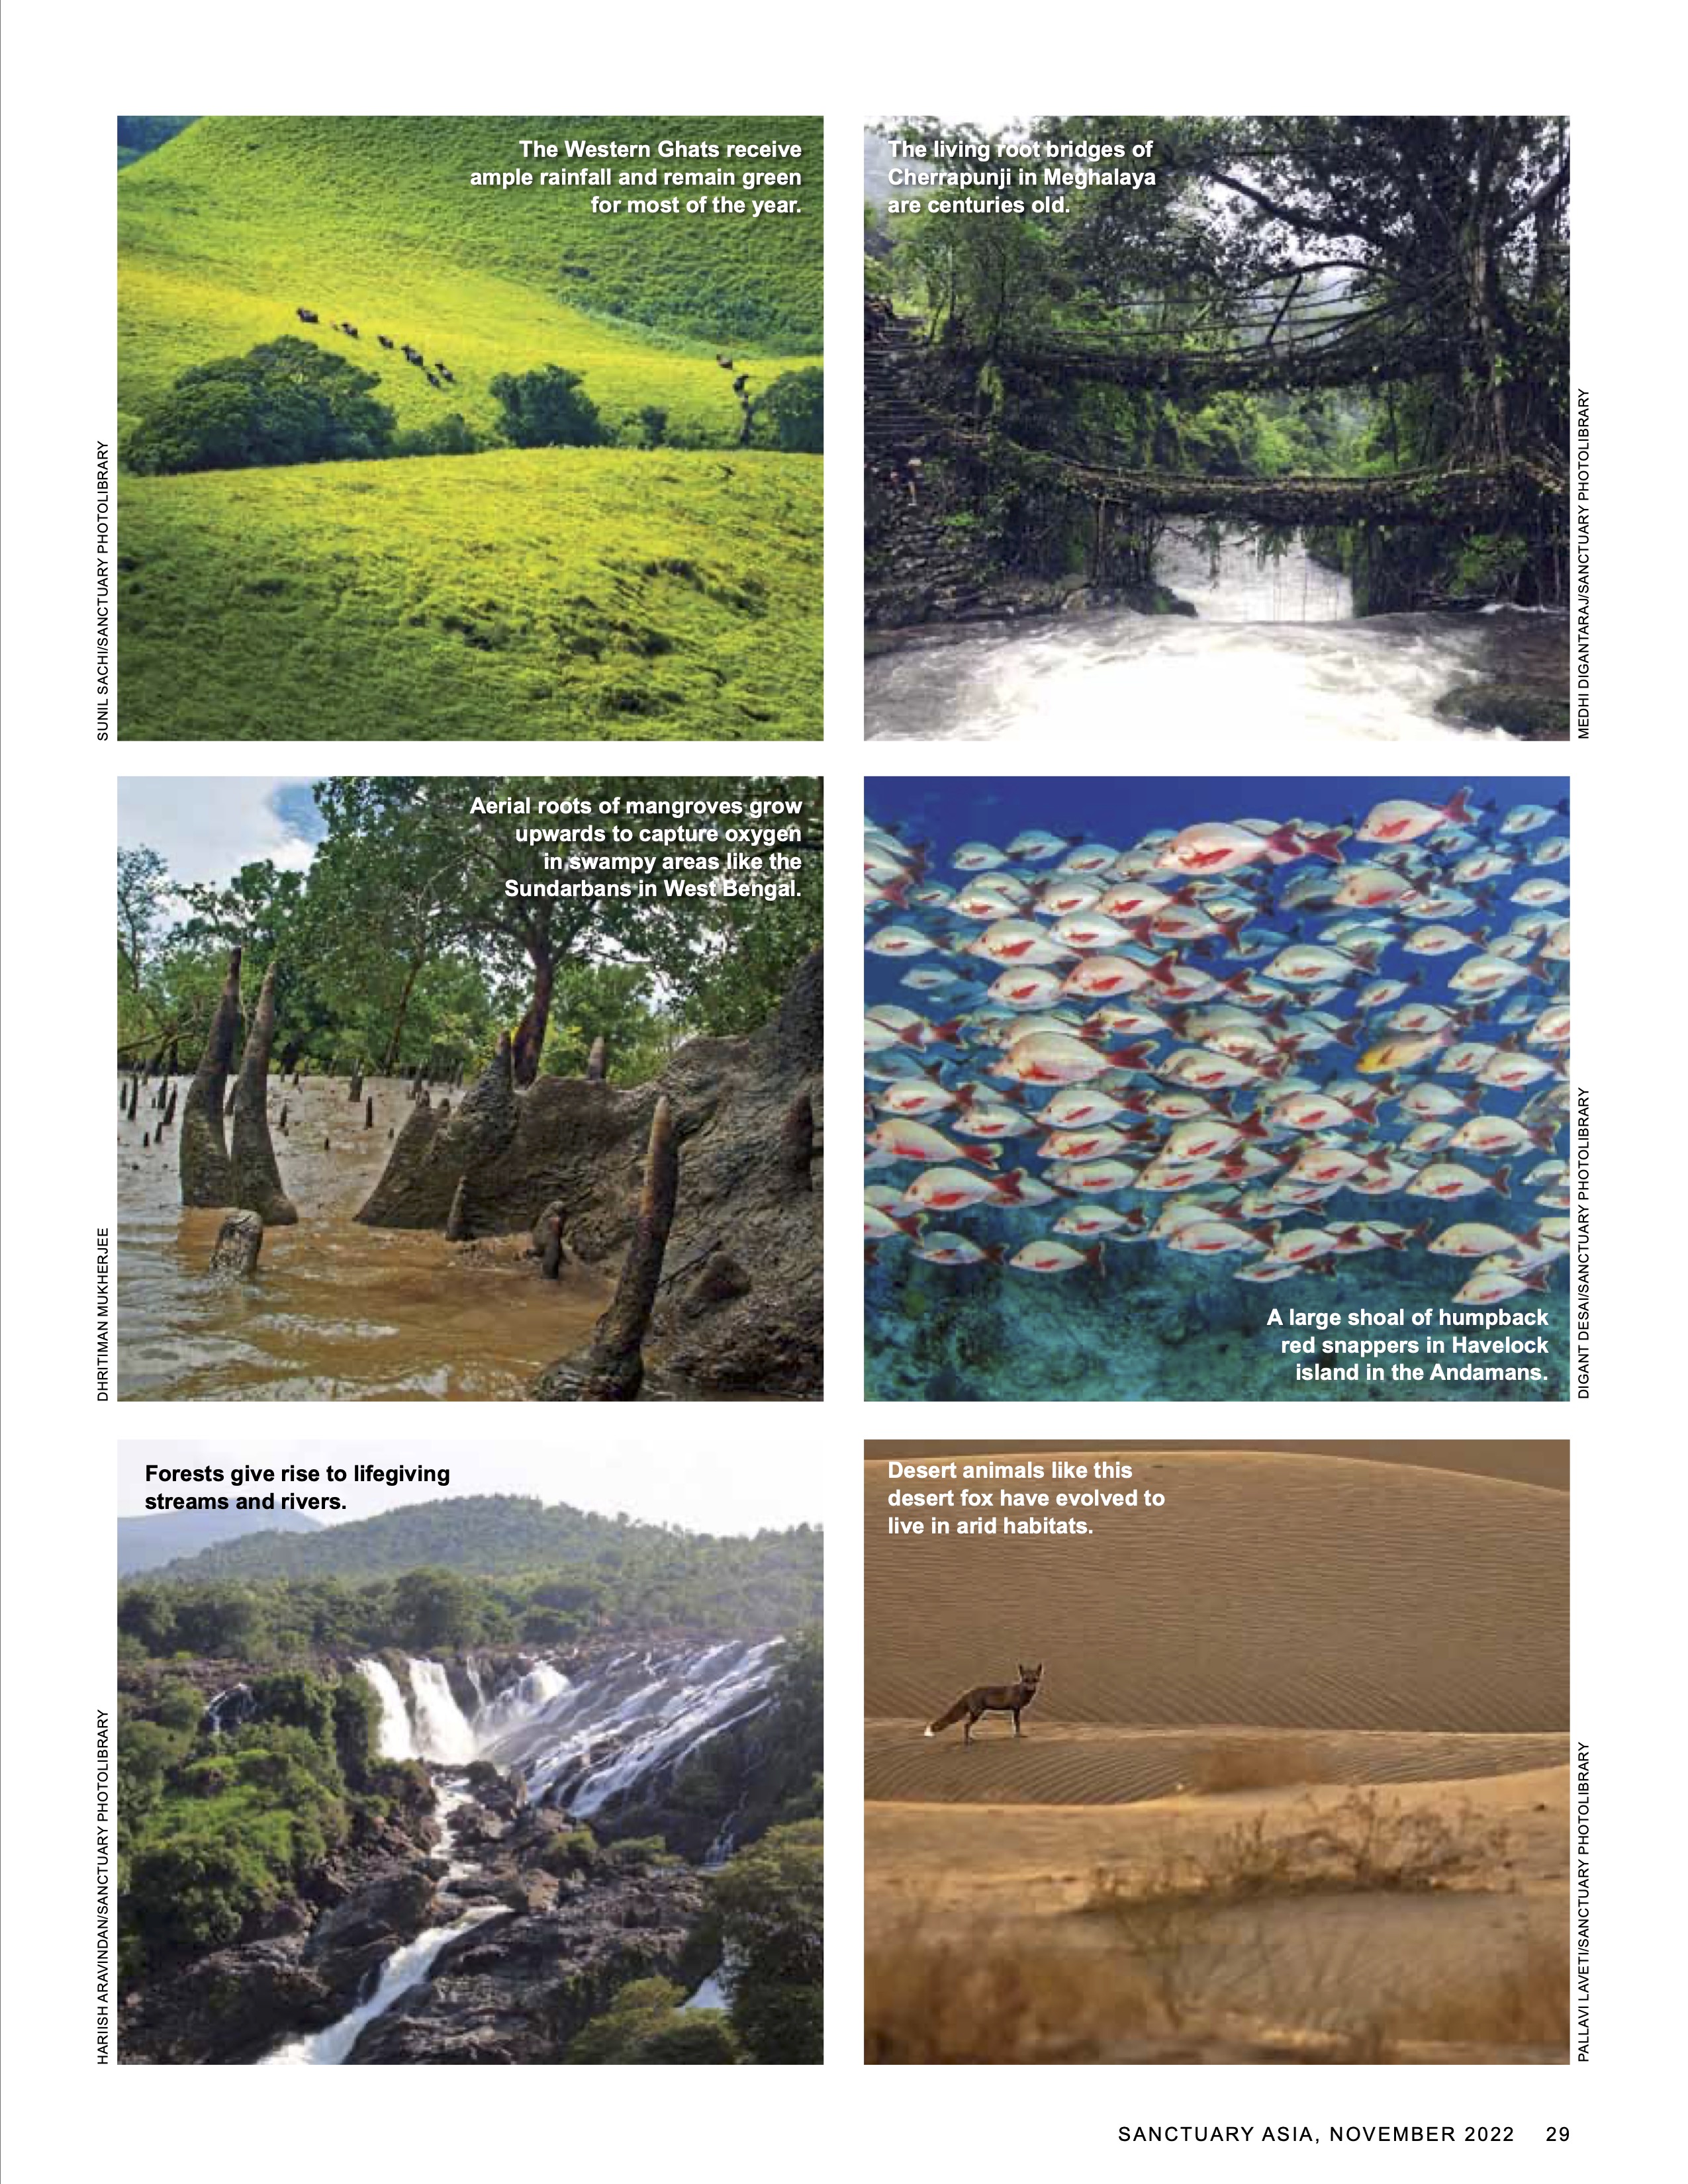 The Western Ghats receive
ample rainfall and remain green
for most of the year.
SUNIL SACHI/SANCTUARY PHOTOLIBRARY
The living root bridges of
Cherrapunji in Meghalaya
are centuries old.
MEDHI DIGANTARAJ/SANCTUARY PHOTOLIBRARY
Aerial roots of mangroves grow
upwards to capture oxygen
in swampy areas like the
Sundarbans in West Bengal.
DHRITIMAN MUKHERJEE
A large shoal of humpback
red snappers in Havelock
island in the Andamans.
DIGANT DESAI/SANCTUARY PHOTOLIBRARY
Forests give rise to lifegiving
streams and rivers.
HARIISH ARAVINDAN/SANCTUARY PHOTOLIBRARY
Desert animals like this
desert fox have evolved to
live in arid habitats.
PALLAVI LAVETI/SANCTUARY PHOTOLIBRARY
SANCTUARY ASIA, NOVEMBER 2022 29